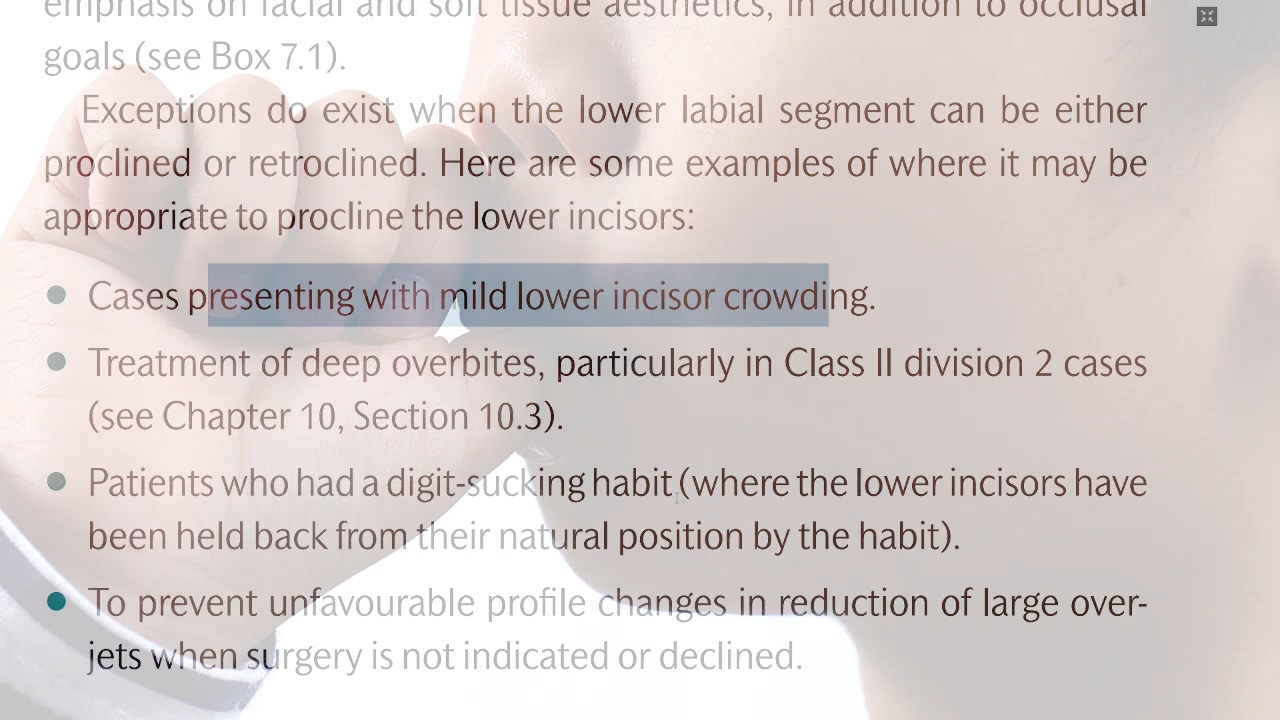 emphasis on facial and soft tissue aesthetics, in addition to occlusal
goals (see Box 7.1).
Exceptions do exist when the lower labial segment can be either
proclined or retroclined. Here are some examples of where it may be
appropriate to procline the lower incisors:
● Cases presenting with mild lower incisor crowding.
● Treatment of deep overbites, particularly in Class II division 2 cases
(see Chapter 10, Section 10.3).
● Patients who had a digit-sucking habit (where the lower incisors have
been held back from their natural position by the habit).
● To prevent unfavourable profile changes in reduction of large over-
jets when surgery is not indicated or declined.